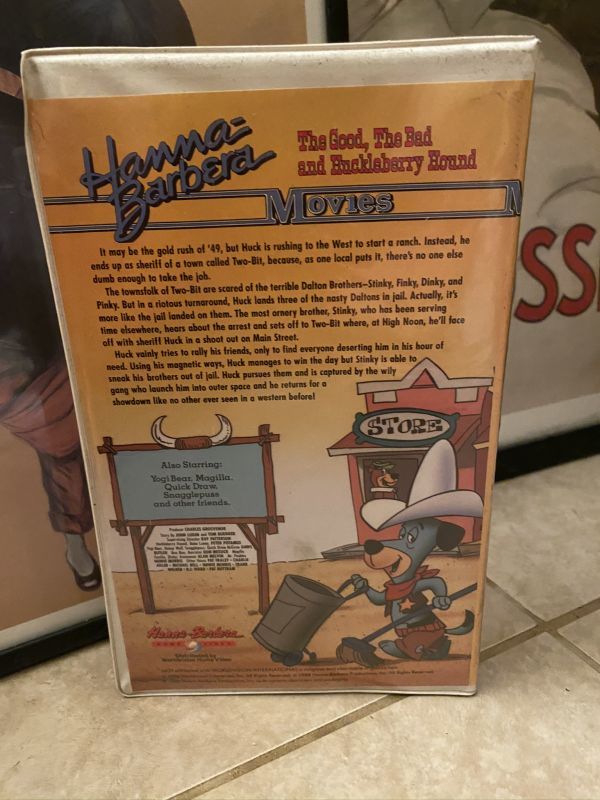 Hanna-
Barbera
The Good, The Bad
and Huckleberry Hound
Movies
M
It may be the gold rush of '49, but Huck is rushing to the West to start a ranch. Instead, he
ends up as sheriff of a town called Two-Bit, because, as one local puts it, there's no one else
dumb enough to take the job.
The townsfolk of Two-Bit are scared of the terrible Dalton Brothers—Stinky, Finky, Dinky, and
Pinky. But in a riotous turnaround, Huck lands three of the nasty Daltons in jail. Actually, it's
more like the jail landed on them. The most ornery brother, Stinky, who has been serving
time elsewhere, hears about the arrest and sets off to Two-Bit where, at High Noon, he'll face
off with sheriff Huck in a shoot out on Main Street.
Huck vainly tries to rally his friends, only to find everyone deserting him in his hour of
need. Using his magnetic ways, Huck manages to win the day but Stinky is able to
sneak his brothers out of jail. Huck pursues them and is captured by the wily
gang who launch him into outer space and he returns for a
showdown like no other ever seen in a western before!
STORE
Also Starring:
Yogi Bear, Magilla,
Quick Draw,
Snagglepuss
and other friends.
Hanna-Barbera
HOME VIDEO
Distributed by
Worldvision Home Video
SS